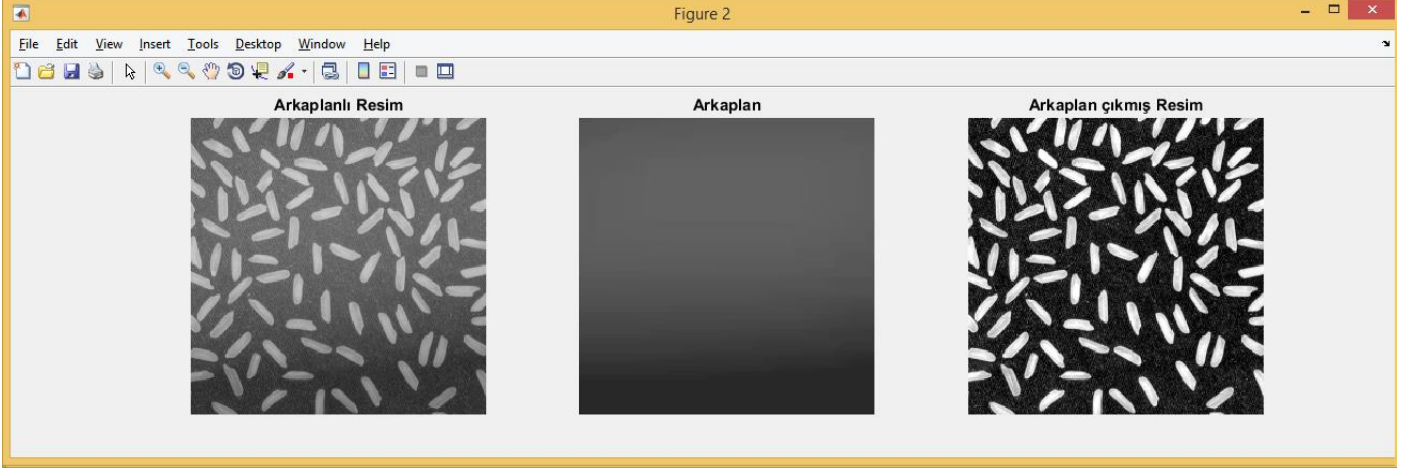 Figure 2
File Edit View Insert Tools Desktop Window Help
Arkaplanlı Resim Arkaplan Arkaplan çıkmış Resim